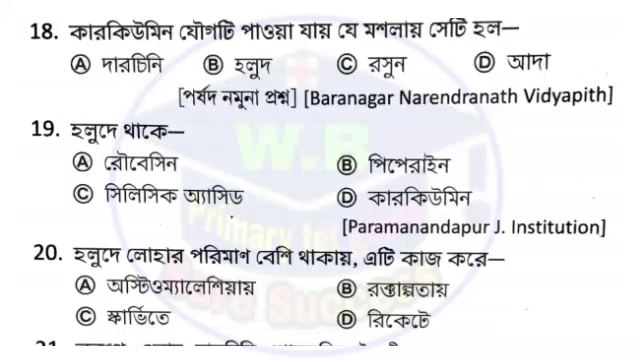 18. কারকিউমিন যৌগটি পাওয়া যায় যে মশলায় সেটি হল—
Ⓐ দারচিনি Ⓑ হলুদ Ⓒ রসুন Ⓓ আদা
[পর্ষদ নমুনা প্রশ্ন] [Baranagar Narendranath Vidyapith]
19. হলুদে থাকে—
Ⓐ রৌবেসিন Ⓑ পিপেরাইন
Ⓒ সিলিসিক অ্যাসিড Ⓓ কারকিউমিন
[Paramanandapur J. Institution]
20. হলুদে লোহার পরিমাণ বেশি থাকায়, এটি কাজ করে—
Ⓐ অস্টিওম্যালেশিয়ায় Ⓑ রক্তাল্পতায়
Ⓒ স্কার্ভিতে Ⓓ রিকেটে